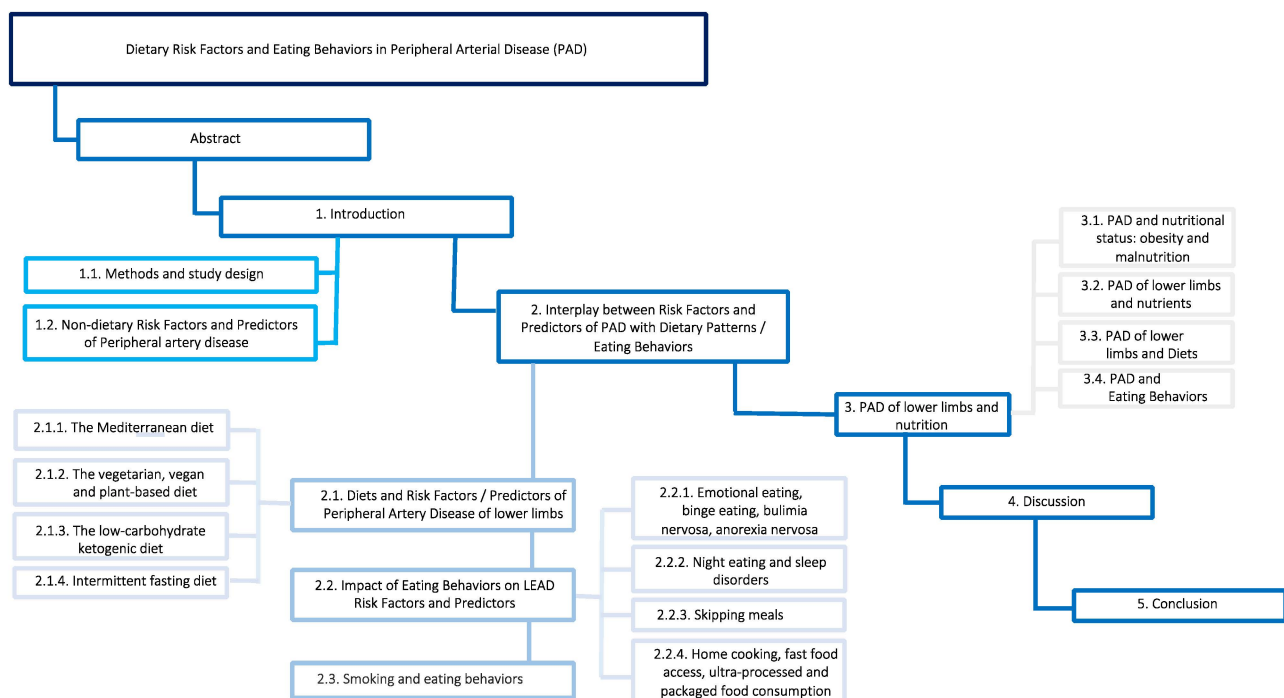 Dietary Risk Factors and Eating Behaviors in Peripheral Arterial Disease (PAD)
Abstract
1. Introduction
1.1. Methods and study design
1.2. Non-dietary Risk Factors and Predictors
of Peripheral artery disease
2. Interplay between Risk Factors and
Predictors of PAD with Dietary Patterns /
Eating Behaviors
2.1. Diets and Risk Factors / Predictors of
Peripheral Artery Disease of lower limbs
2.1.1. The Mediterranean diet
2.1.2. The vegetarian, vegan
and plant-based diet
2.1.3. The low-carbohydrate
ketogenic diet
2.1.4. Intermittent fasting diet
2.2. Impact of Eating Behaviors on LEAD
Risk Factors and Predictors
2.2.1. Emotional eating,
binge eating, bulimia
nervosa, anorexia nervosa
2.2.2. Night eating and sleep
disorders
2.2.3. Skipping meals
2.2.4. Home cooking, fast food
access, ultra-processed and
packaged food consumption
2.3. Smoking and eating behaviors
3. PAD of lower limbs and
nutrition
3.1. PAD and nutritional
status: obesity and
malnutrition
3.2. PAD of lower limbs
and nutrients
3.3. PAD of lower
limbs and Diets
3.4. PAD and
Eating Behaviors
4. Discussion
5. Conclusion